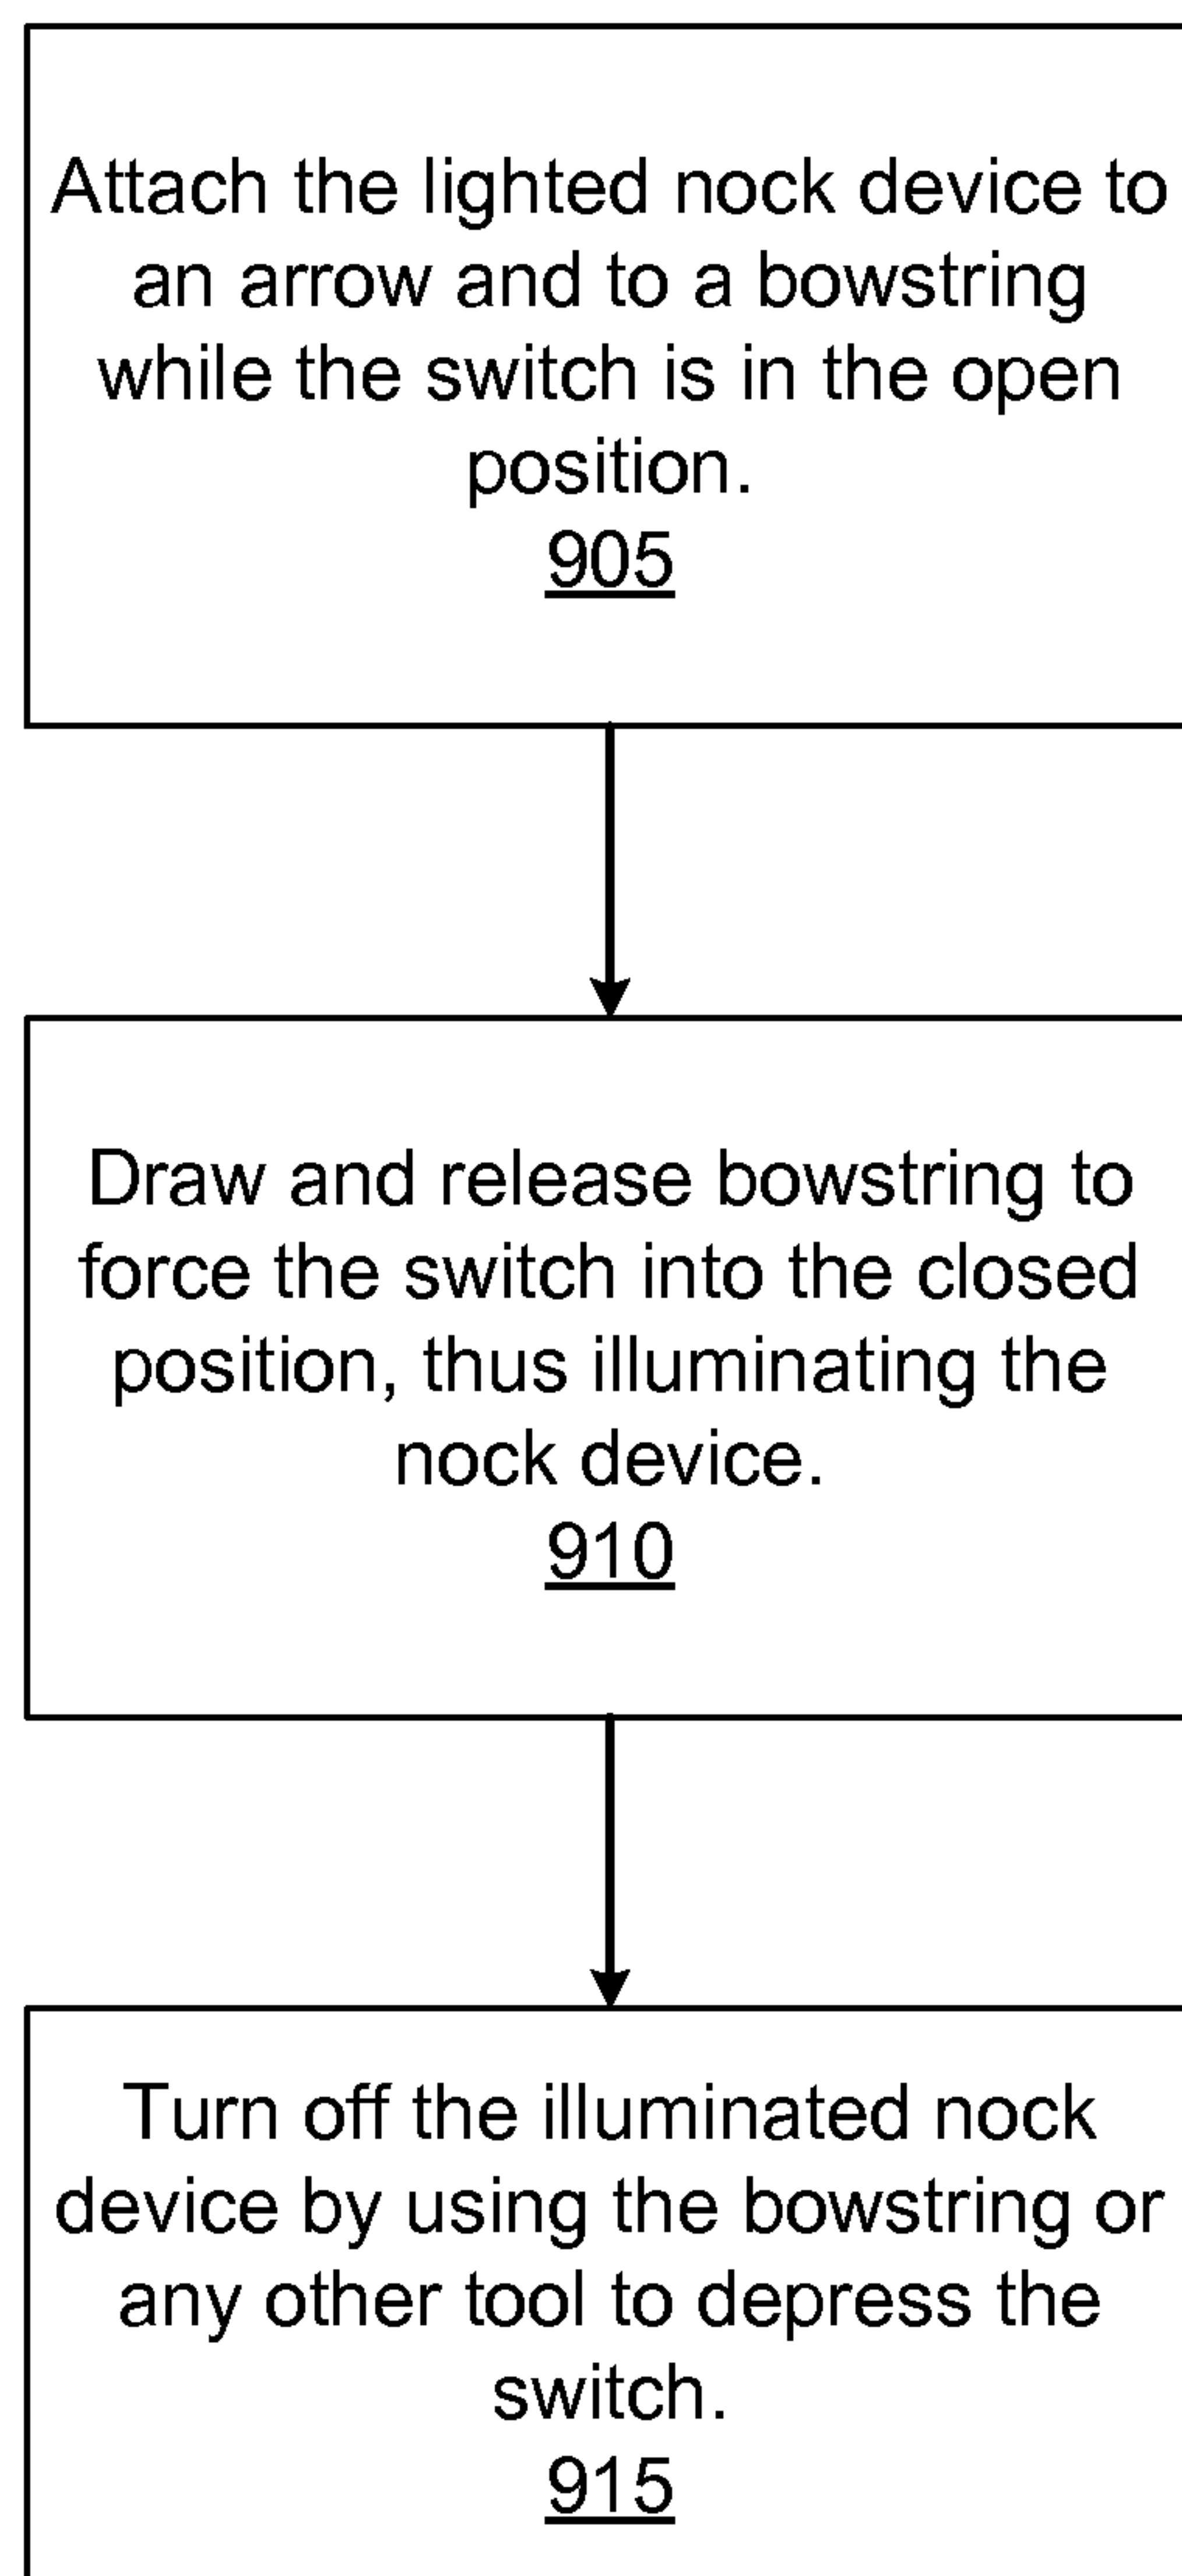 Attach the lighted nock device to
an arrow and to a bowstring
while the switch is in the open
position.
905
Draw and release bowstring to
force the switch into the closed
position, thus illuminating the
nock device.
910
Turn off the illuminated nock
device by using the bowstring or
any other tool to depress the
switch.
915